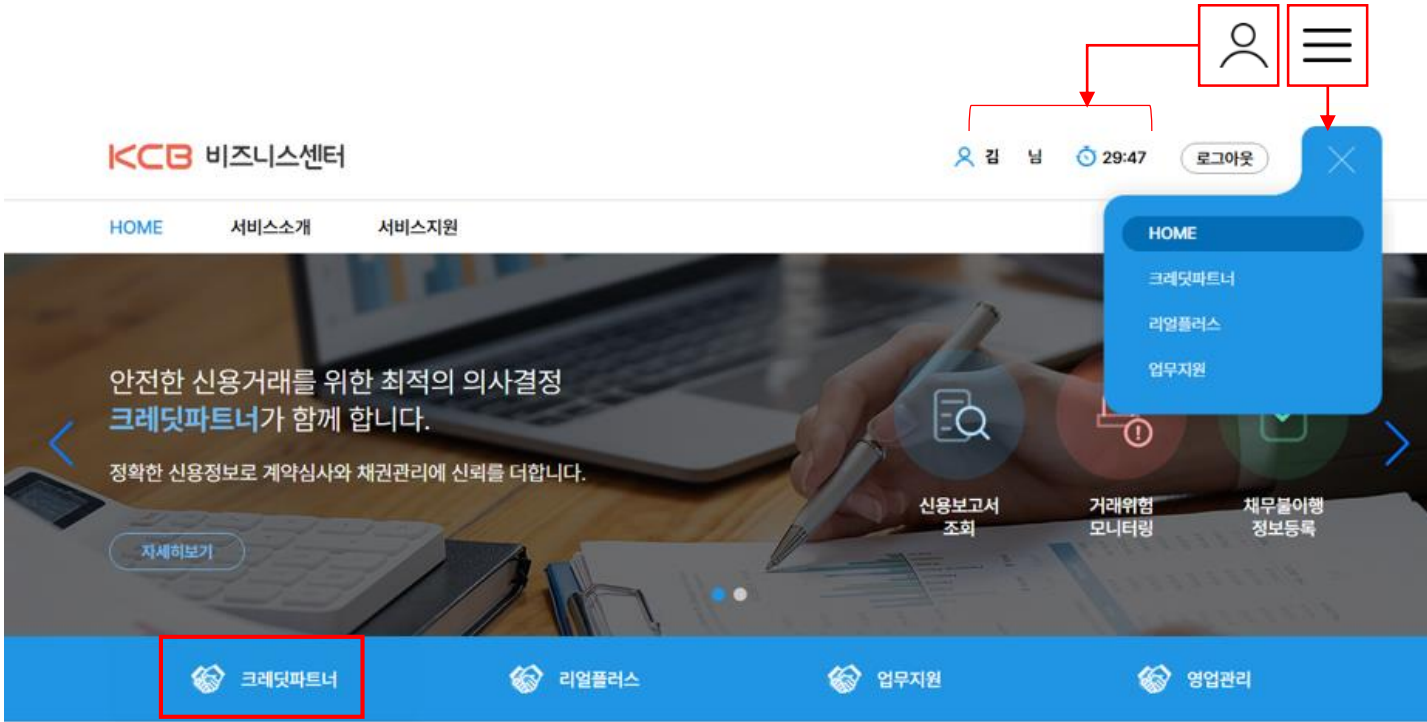 KCB 비즈니스센터
김 님 29:47 로그아웃
HOME 서비스소개 서비스지원
HOME
크레딧파트너
리얼플러스
업무지원
안전한 신용거래를 위한 최적의 의사결정
크레딧파트너가 함께 합니다.
정확한 신용정보로 계약심사와 채권관리에 신뢰를 더합니다.
자세히보기
신용보고서
조회
거래위험
모니터링
채무불이행
정보등록
크레딧파트너 리얼플러스 업무지원 영업관리